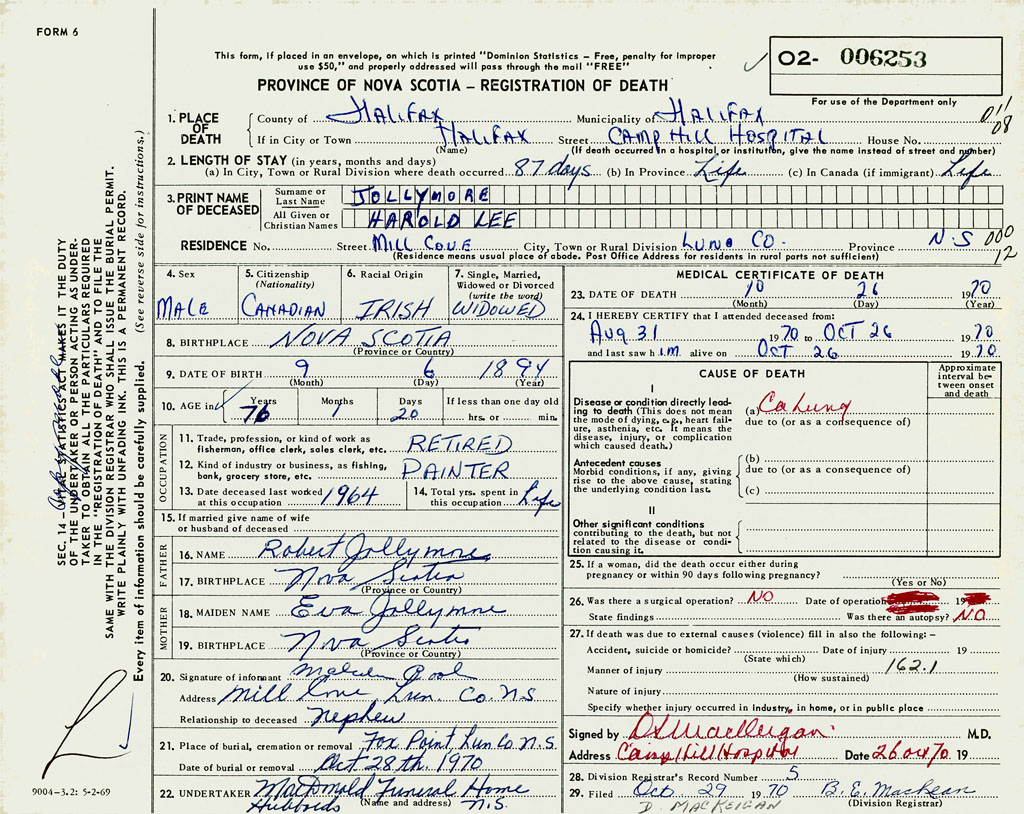 FORM 6
This form, if placed in an envelope, on which is printed "Dominion Statistics - Free, penalty for improper
use $50," and properly addressed will pass through the mail "FREE"
O2- 006253
For use of the Department only
PROVINCE OF NOVA SCOTIA - REGISTRATION OF DEATH
1. PLACE OF DEATH County of HALIFAX Municipality of HALIFAX 011
08
If in City or Town HALIFAX Street CAMP HILL HOSPITAL House No.
(Name) (If death occurred in a hospital or institution, give the name instead of street and number)
2. LENGTH OF STAY (in years, months and days)
(a) In City, Town or Rural Division where death occurred 87 days (b) In Province Life (c) In Canada (if immigrant) Life
3. PRINT NAME OF DECEASED Surname or Last Name JOLLYMORE
All Given or Christian Names HAROLD LEE
RESIDENCE No. Street MILL COVE City, Town or Rural Division LUNE CO. Province N.S 000
12
(Residence means usual place of abode. Post Office Address for residents in rural parts not sufficient)
4. Sex
MALE
5. Citizenship
(Nationality)
CANADIAN
6. Racial Origin
IRISH
7. Single, Married,
Widowed or Divorced
(write the word)
WIDOWED
8. BIRTHPLACE NOVA SCOTIA
(Province or Country)
9. DATE OF BIRTH 9 6 1894
(Month) (Day) (Year)
10. AGE in Years Months Days If less than one day old
76 1 20 hrs. or min.
OCCUPATION
11. Trade, profession, or kind of work as
fisherman, office clerk, sales clerk, etc. RETIRED
12. Kind of industry or business, as fishing,
bank, grocery store, etc. PAINTER
13. Date deceased last worked
at this occupation 1964
14. Total yrs. spent in
this occupation Life
15. If married give name of wife
or husband of deceased
FATHER
16. NAME Robert Jollymore
17. BIRTHPLACE Nova Scotia
(Province or Country)
MOTHER
18. MAIDEN NAME Eva Jollymore
19. BIRTHPLACE Nova Scotia
(Province or Country)
20. Signature of informant
Address Mill Cove Lun. Co. N.S
Relationship to deceased Nephew
21. Place of burial, cremation or removal Fox Point Lun Co. N.S.
Date of burial or removal Oct 28th. 1970
22. UNDERTAKER MacDonald Funeral Home
Hubbards (Name and address) N.S.
MEDICAL CERTIFICATE OF DEATH
23. DATE OF DEATH 10 26 1970
(Month) (Day) (Year)
24. I HEREBY CERTIFY that I attended deceased from:
Aug 31 1970 to OCT 26 1970
and last saw h im alive on OCT 26 1970
CAUSE OF DEATH
Approximate
interval be-
tween onset
and death
I
Disease or condition directly lead-
ing to death (This does not mean
the mode of dying, e.g., heart fail-
ure, asthenia, etc. It means the
disease, injury, or complication
which caused death.)
(a) Ca Lung
due to (or as a consequence of)
Antecedent causes
Morbid conditions, if any, giving
rise to the above cause, stating
the underlying condition last.
(b)
due to (or as a consequence of)
(c)
II
Other significant conditions
contributing to the death, but not
related to the disease or condi-
tion causing it.
25. If a woman, did the death occur either during
pregnancy or within 90 days following pregnancy?
(Yes or No)
26. Was there a surgical operation? NO Date of operation 19
State findings Was there an autopsy? NO
27. If death was due to external causes (violence) fill in also the following: -
Accident, suicide or homicide? Date of injury 19
(State which)
Manner of injury 162.1
(How sustained)
Nature of injury
Specify whether injury occurred in industry, in home, or in public place
Signed by M.D.
Address Camp Hill Hospital Date 26 Oct 70 19
28. Division Registrar's Record Number 5
29. Filed Oct. 29 1970 B.E. MacKean
D. MACKEIGAN (Division Registrar)
SEC. 14 - STATISTICS ACT MAKES IT THE DUTY
OF THE UNDERTAKER OR PERSON ACTING AS UNDER-
TAKER TO OBTAIN ALL THE PARTICULARS REQUIRED
IN THE "REGISTRATION OF DEATH" AND TO FILE THE
SAME WITH THE DIVISION REGISTRAR WHO SHALL ISSUE THE BURIAL PERMIT.
WRITE PLAINLY WITH UNFADING INK. THIS IS A PERMANENT RECORD.
Every item of information should be carefully supplied. (See reverse side for instructions.)
9004-3.2: 5-2-69